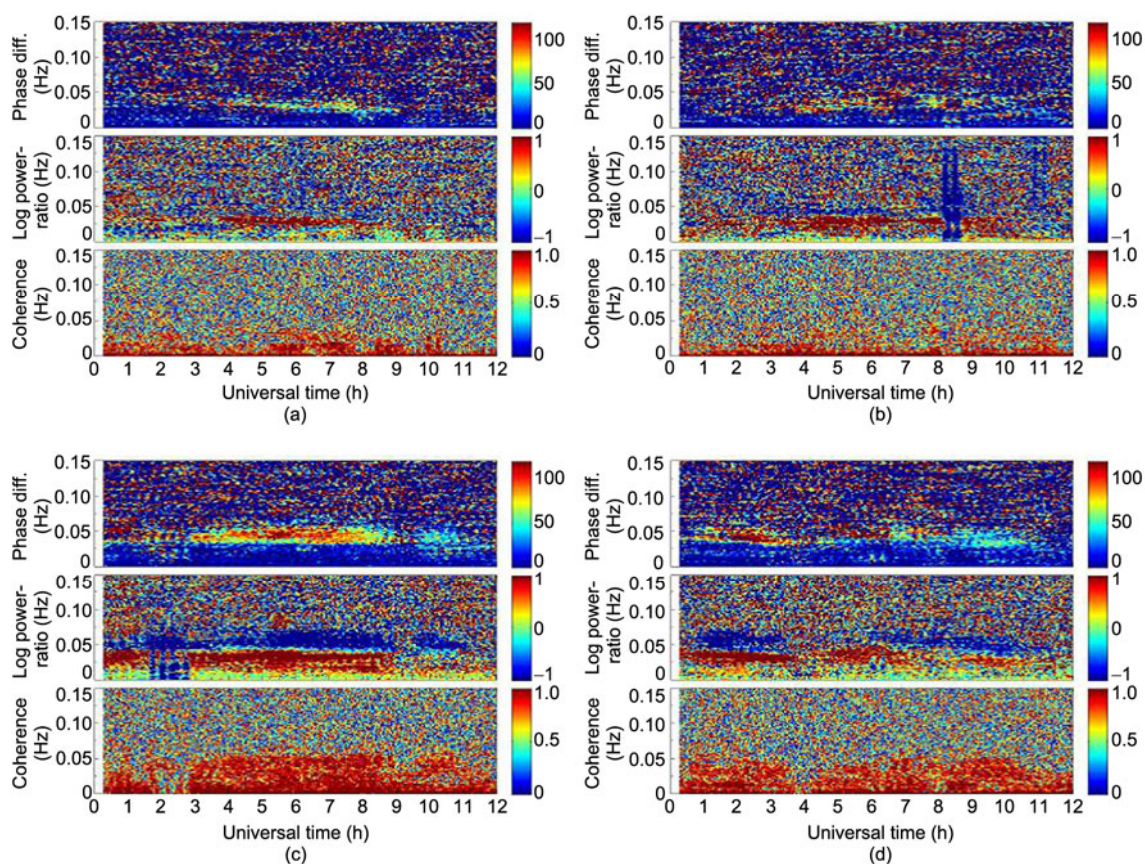 0.15
0.10
0.05
0
Phase diff.
(Hz)
100
50
0
0.15
0.10
0.05
0
Log power-
ratio (Hz)
1
0
–1
0.15
0.10
0.05
0
Coherence
(Hz)
1.0
0.5
0
0 1 2 3 4 5 6 7 8 9 10 11 12
Universal time (h)
(a)
0.15
0.10
0.05
0
Phase diff.
(Hz)
100
50
0
0.15
0.10
0.05
0
Log power-
ratio (Hz)
1
0
–1
0.15
0.10
0.05
0
Coherence
(Hz)
1.0
0.5
0
0 1 2 3 4 5 6 7 8 9 10 11 12
Universal time (h)
(b)
0.15
0.10
0.05
0
Phase diff.
(Hz)
100
50
0
0.15
0.10
0.05
0
Log power-
ratio (Hz)
1
0
–1
0.15
0.10
0.05
0
Coherence
(Hz)
1.0
0.5
0
0 1 2 3 4 5 6 7 8 9 10 11 12
Universal time (h)
(c)
0.15
0.10
0.05
0
Phase diff.
(Hz)
100
50
0
0.15
0.10
0.05
0
Log power-
ratio (Hz)
1
0
–1
0.15
0.10
0.05
0
Coherence
(Hz)
1.0
0.5
0
0 1 2 3 4 5 6 7 8 9 10 11 12
Universal time (h)
(d)